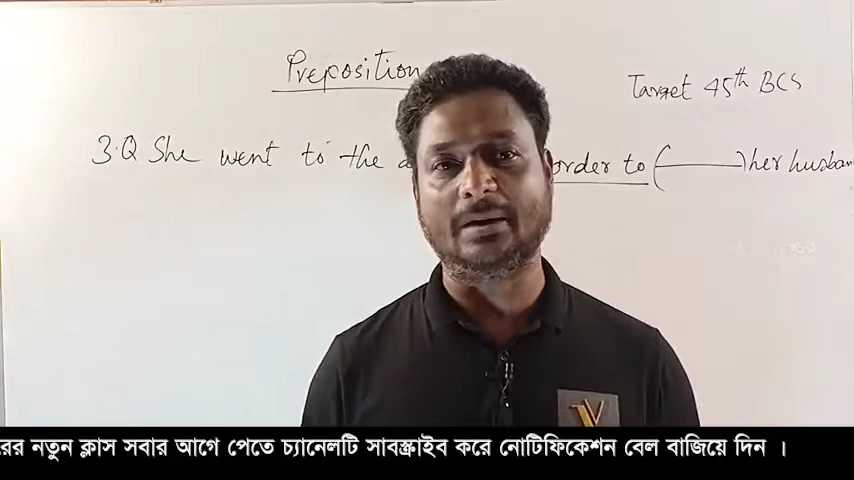 Preposition
Target 45th BCS
3.Q She went to the order to (———) her husban
নতুন ক্লাস সবার আগে পেতে চ্যানেলটি সাবস্ক্রাইব করে নোটিফিকেশন বেল বাজিয়ে দিন ।